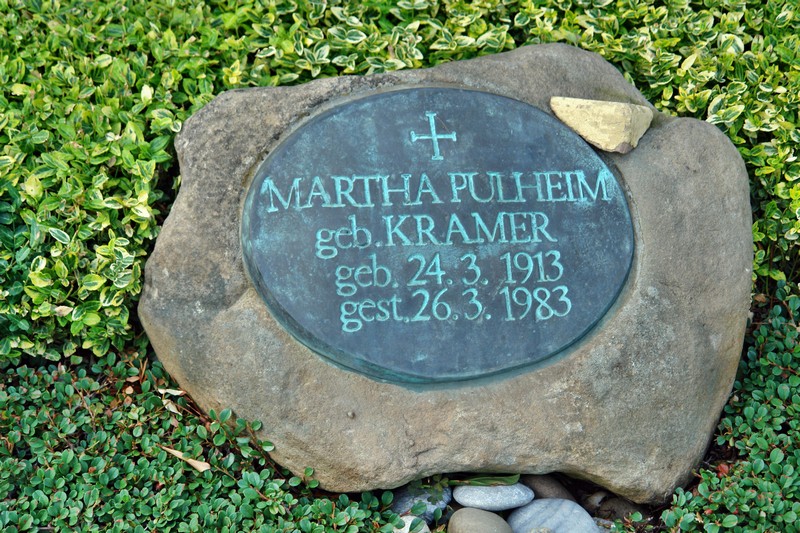 MARTHA PULHEIM
geb. KRAMER
geb. 24. 3. 1913
gest. 26. 3. 1983